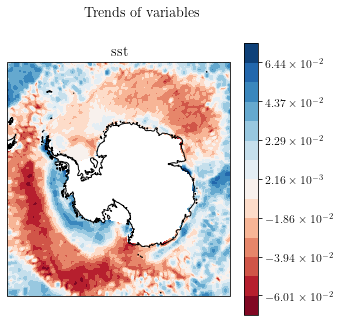 Trends of variables
sst
6.44 × 10⁻²
4.37 × 10⁻²
2.29 × 10⁻²
2.16 × 10⁻³
−1.86 × 10⁻²
−3.94 × 10⁻²
−6.01 × 10⁻²